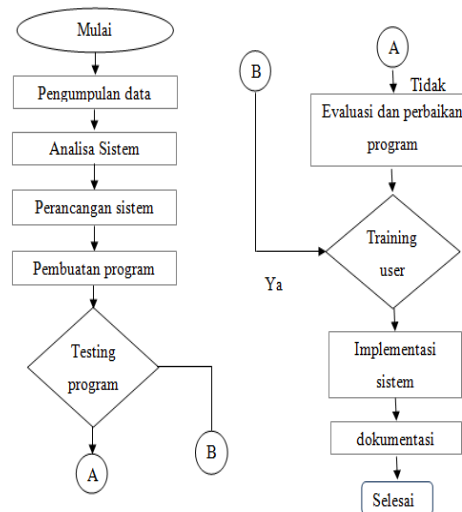 Mulai
Pengumpulan data
Analisa Sistem
Perancangan sistem
Pembuatan program
Testing
program
A
B
B
A
Tidak
Evaluasi dan perbaikan
program
Training
user
Ya
Implementasi
sistem
dokumentasi
Selesai